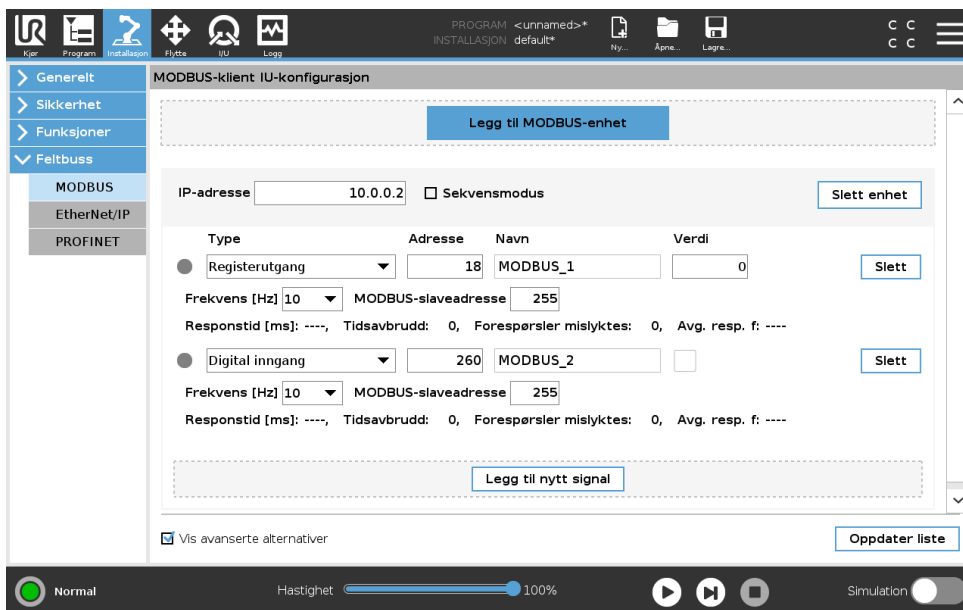 PROGRAM <unnamed>*
INSTALLASJON default*
UR
Kjør Program Installasjon Flytte I/U Logg Ny... Åpne... Lagre...
C C
C C
Generelt
Sikkerhet
Funksjoner
Feltbuss
MODBUS
EtherNet/IP
PROFINET
MODBUS-klient IU-konfigurasjon
Legg til MODBUS-enhet
IP-adresse 10.0.0.2 Sekvensmodus Slett enhet
Type Adresse Navn Verdi
Registerutgang 18 MODBUS_1 0 Slett
Frekvens [Hz] 10 MODBUS-slaveadresse 255
Responstid [ms]: ----, Tidsavbrudd: 0, Forespørsler mislyktes: 0, Avg. resp. f: ----
Digital inngang 260 MODBUS_2 Slett
Frekvens [Hz] 10 MODBUS-slaveadresse 255
Responstid [ms]: ----, Tidsavbrudd: 0, Forespørsler mislyktes: 0, Avg. resp. f: ----
Legg til nytt signal
Vis avanserte alternativer Oppdater liste
Normal Hastighet 100% Simulation